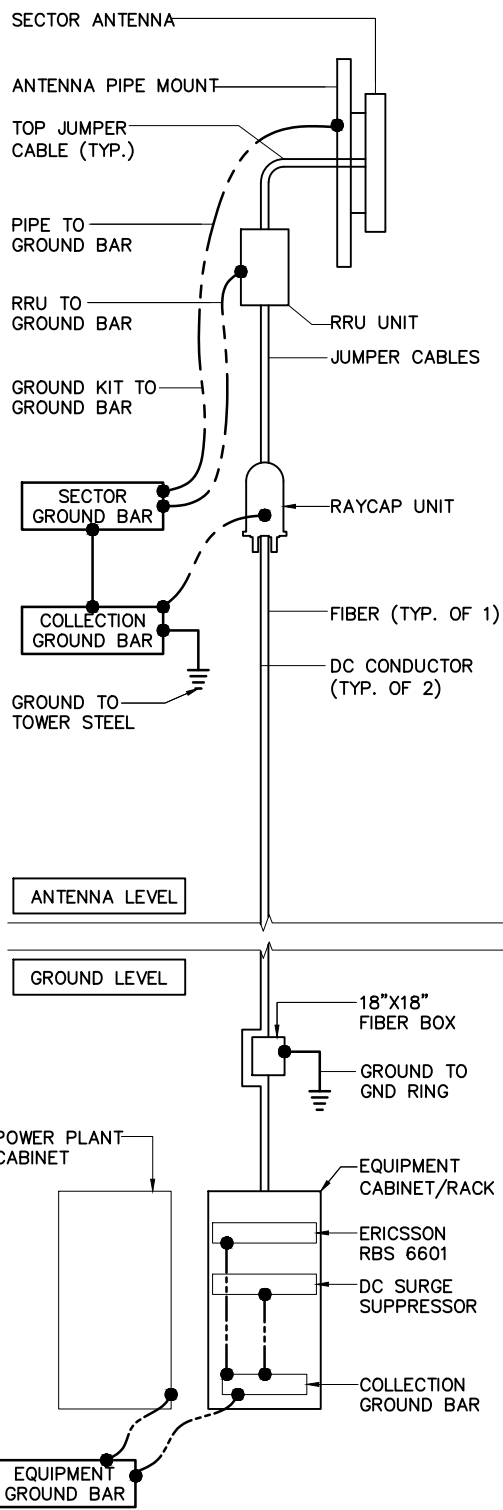 SECTOR ANTENNA
ANTENNA PIPE MOUNT
TOP JUMPER
CABLE (TYP.)
PIPE TO
GROUND BAR
RRU TO
GROUND BAR
RRU UNIT
JUMPER CABLES
GROUND KIT TO
GROUND BAR
SECTOR
GROUND BAR
RAYCAP UNIT
COLLECTION
GROUND BAR
FIBER (TYP. OF 1)
DC CONDUCTOR
(TYP. OF 2)
GROUND TO
TOWER STEEL
ANTENNA LEVEL
GROUND LEVEL
18"X18"
FIBER BOX
GROUND TO
GND RING
POWER PLANT
CABINET
EQUIPMENT
CABINET/RACK
ERICSSON
RBS 6601
DC SURGE
SUPPRESSOR
COLLECTION
GROUND BAR
EQUIPMENT
GROUND BAR